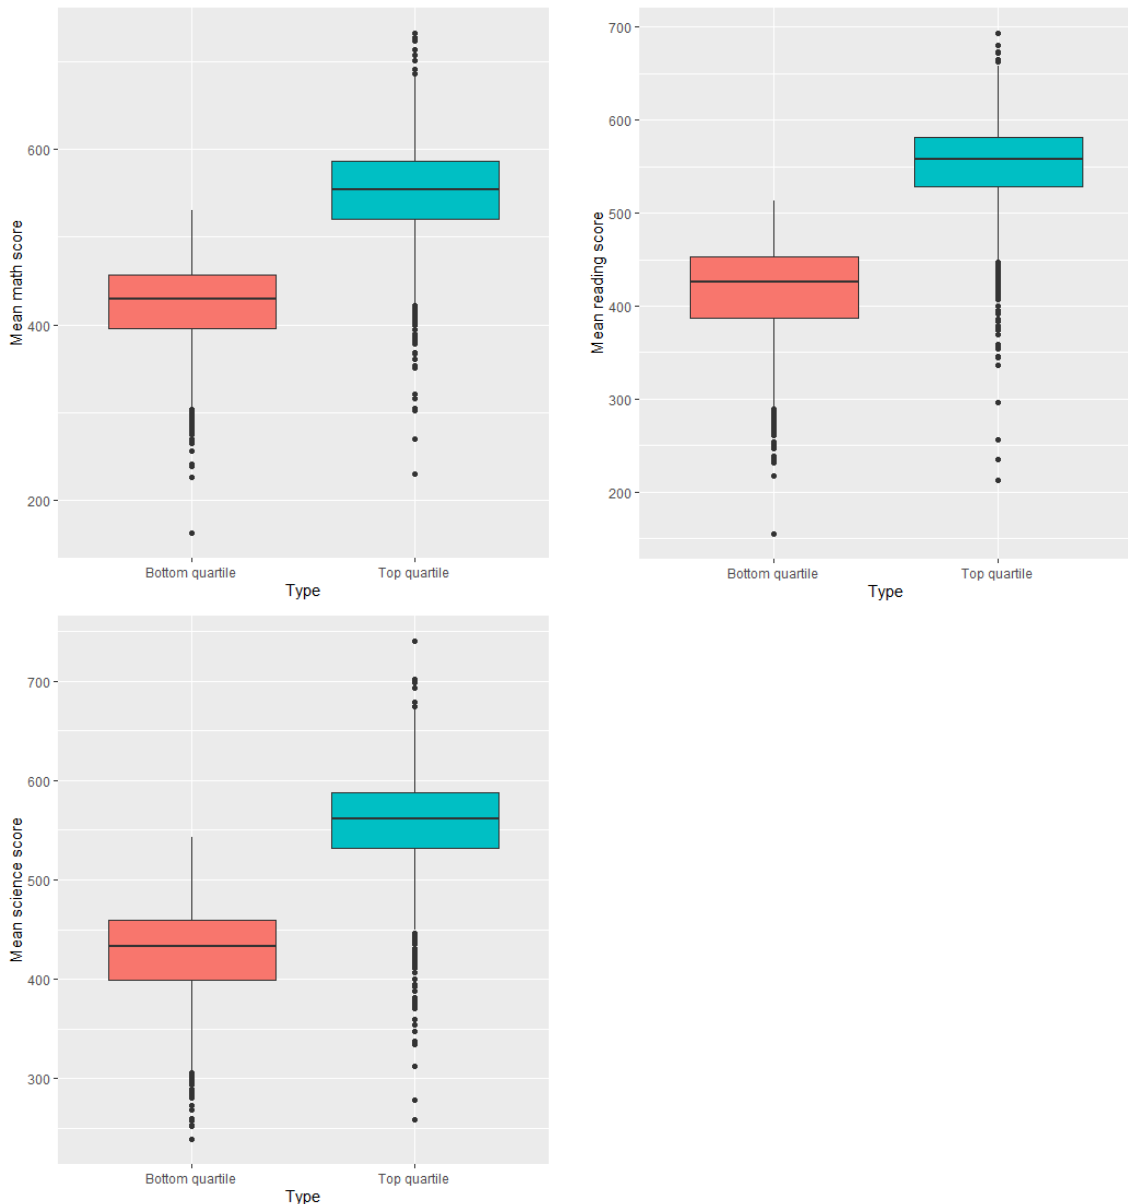 Mean math score
600
400
200
Bottom quartile
Top quartile
Type
Mean reading score
700
600
500
400
300
200
Bottom quartile
Top quartile
Type
Mean science score
700
600
500
400
300
Bottom quartile
Top quartile
Type